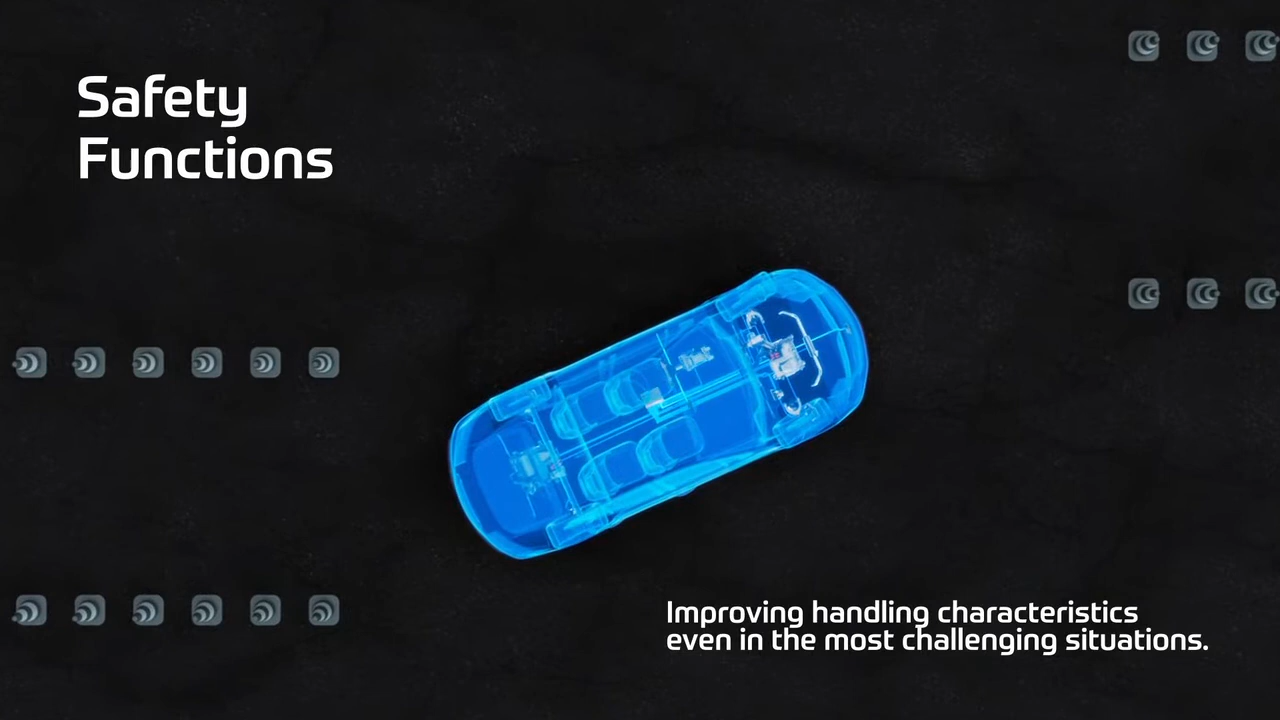 Safety
Functions
Improving handling characteristics
even in the most challenging situations.